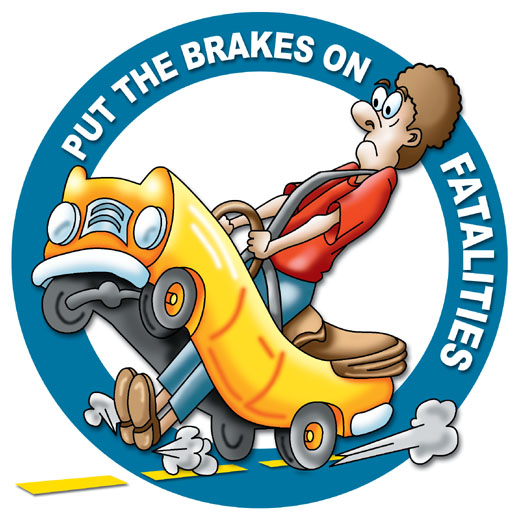 PUT THE BRAKES ON
FATALITIES